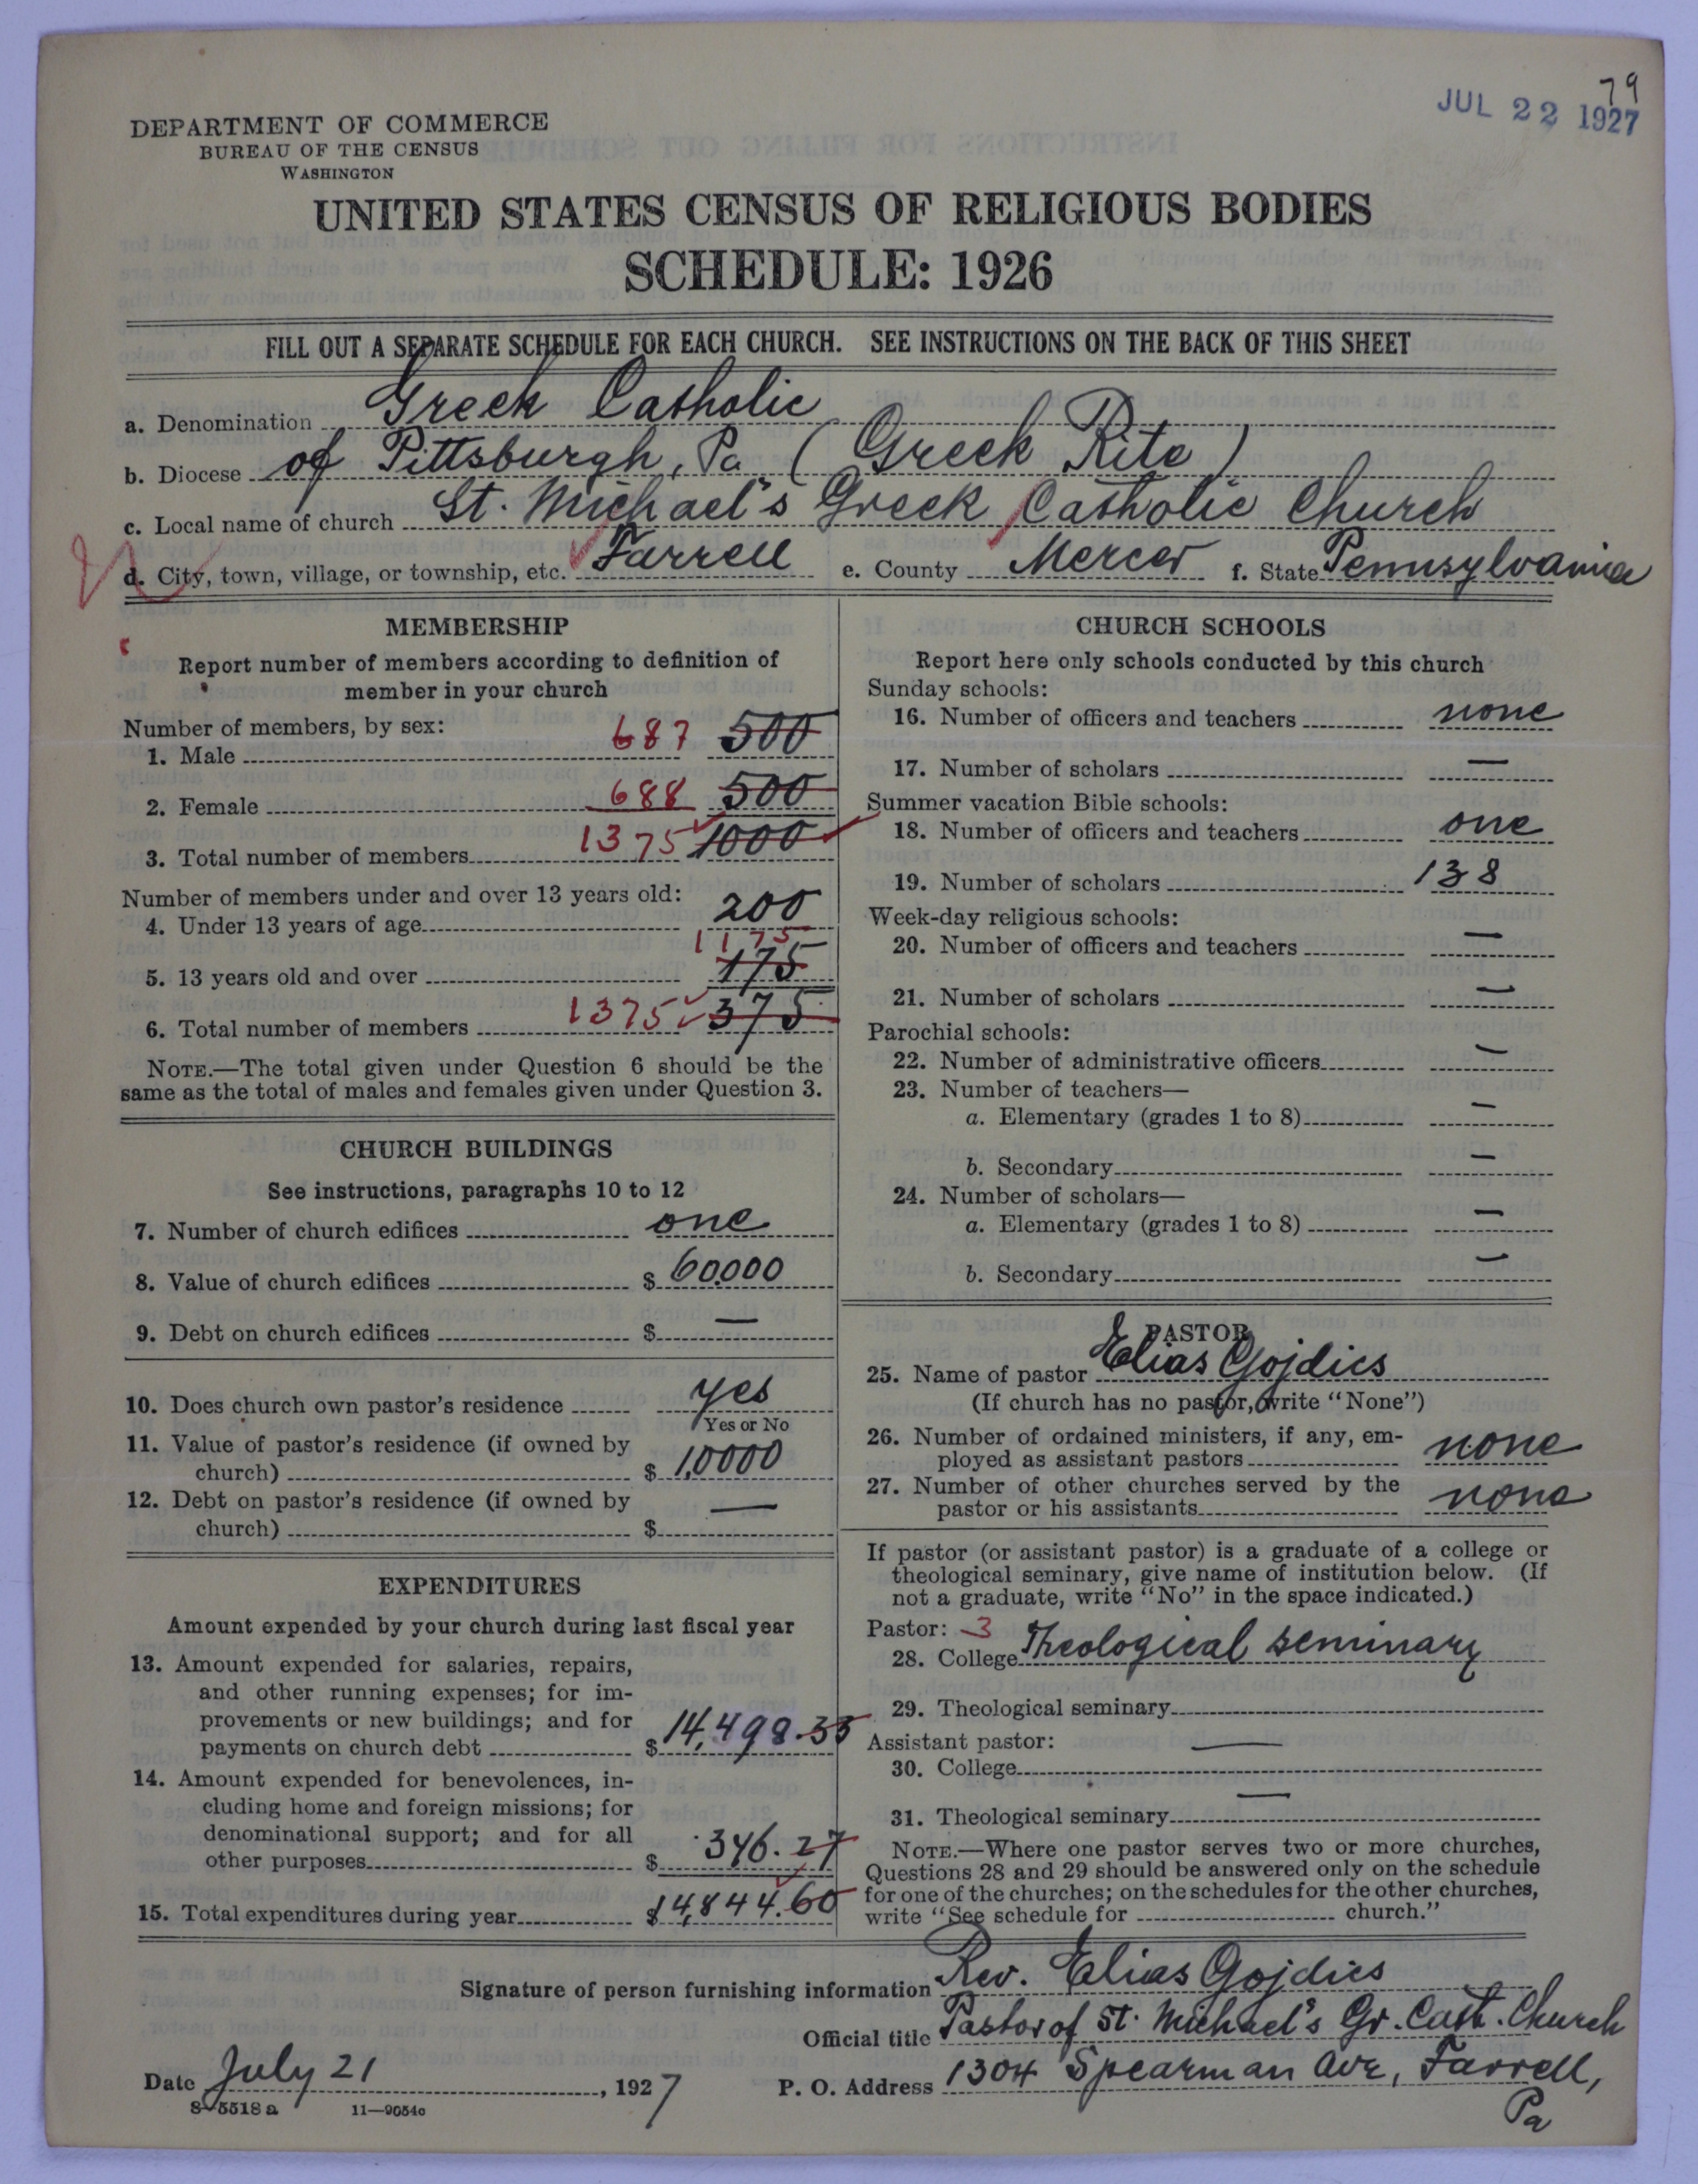 79
JUL 22 1927
DEPARTMENT OF COMMERCE
BUREAU OF THE CENSUS
WASHINGTON
UNITED STATES CENSUS OF RELIGIOUS BODIES
SCHEDULE: 1926
FILL OUT A SEPARATE SCHEDULE FOR EACH CHURCH. SEE INSTRUCTIONS ON THE BACK OF THIS SHEET
a. Denomination Greek Catholic
b. Diocese of Pittsburgh, Pa (Greek Rite)
c. Local name of church St. Michael's Greek Catholic Church
d. City, town, village, or township, etc. Farrell e. County Mercer f. State Pennsylvania
MEMBERSHIP
Report number of members according to definition of
member in your church
Number of members, by sex:
1. Male 687 500
2. Female 688 500
3. Total number of members 1375 1000
Number of members under and over 13 years old:
4. Under 13 years of age 200
1175
5. 13 years old and over 175
6. Total number of members 1375 375
NOTE.—The total given under Question 6 should be the
same as the total of males and females given under Question 3.
CHURCH BUILDINGS
See instructions, paragraphs 10 to 12
7. Number of church edifices one
8. Value of church edifices $ 60000
9. Debt on church edifices $ —
10. Does church own pastor's residence yes
Yes or No
11. Value of pastor's residence (if owned by
church) $ 10000
12. Debt on pastor's residence (if owned by
church) $ —
EXPENDITURES
Amount expended by your church during last fiscal year
13. Amount expended for salaries, repairs,
and other running expenses; for im-
provements or new buildings; and for
payments on church debt $ 14,498.33
14. Amount expended for benevolences, in-
cluding home and foreign missions; for
denominational support; and for all
other purposes $ 346.27
15. Total expenditures during year $ 14,844.60
CHURCH SCHOOLS
Report here only schools conducted by this church
Sunday schools:
16. Number of officers and teachers none
17. Number of scholars —
Summer vacation Bible schools:
18. Number of officers and teachers one
19. Number of scholars 138
Week-day religious schools:
20. Number of officers and teachers —
21. Number of scholars —
Parochial schools:
22. Number of administrative officers —
23. Number of teachers—
a. Elementary (grades 1 to 8) —
b. Secondary —
24. Number of scholars—
a. Elementary (grades 1 to 8) —
b. Secondary —
PASTOR
25. Name of pastor Elias Gojdics
(If church has no pastor, write "None")
26. Number of ordained ministers, if any, em-
ployed as assistant pastors none
27. Number of other churches served by the
pastor or his assistants none
If pastor (or assistant pastor) is a graduate of a college or
theological seminary, give name of institution below. (If
not a graduate, write "No" in the space indicated.)
Pastor: 3
28. College Theological seminary
29. Theological seminary
Assistant pastor: —
30. College
31. Theological seminary —
NOTE.—Where one pastor serves two or more churches,
Questions 28 and 29 should be answered only on the schedule
for one of the churches; on the schedules for the other churches,
write "See schedule for church."
Signature of person furnishing information Rev. Elias Gojdics
Official title Pastor of St. Michael's Gr. Cath. Church
Date July 21, 1927 P. O. Address 1304 Spearman Ave, Farrell,
Pa
8-5518 a 11—9054c